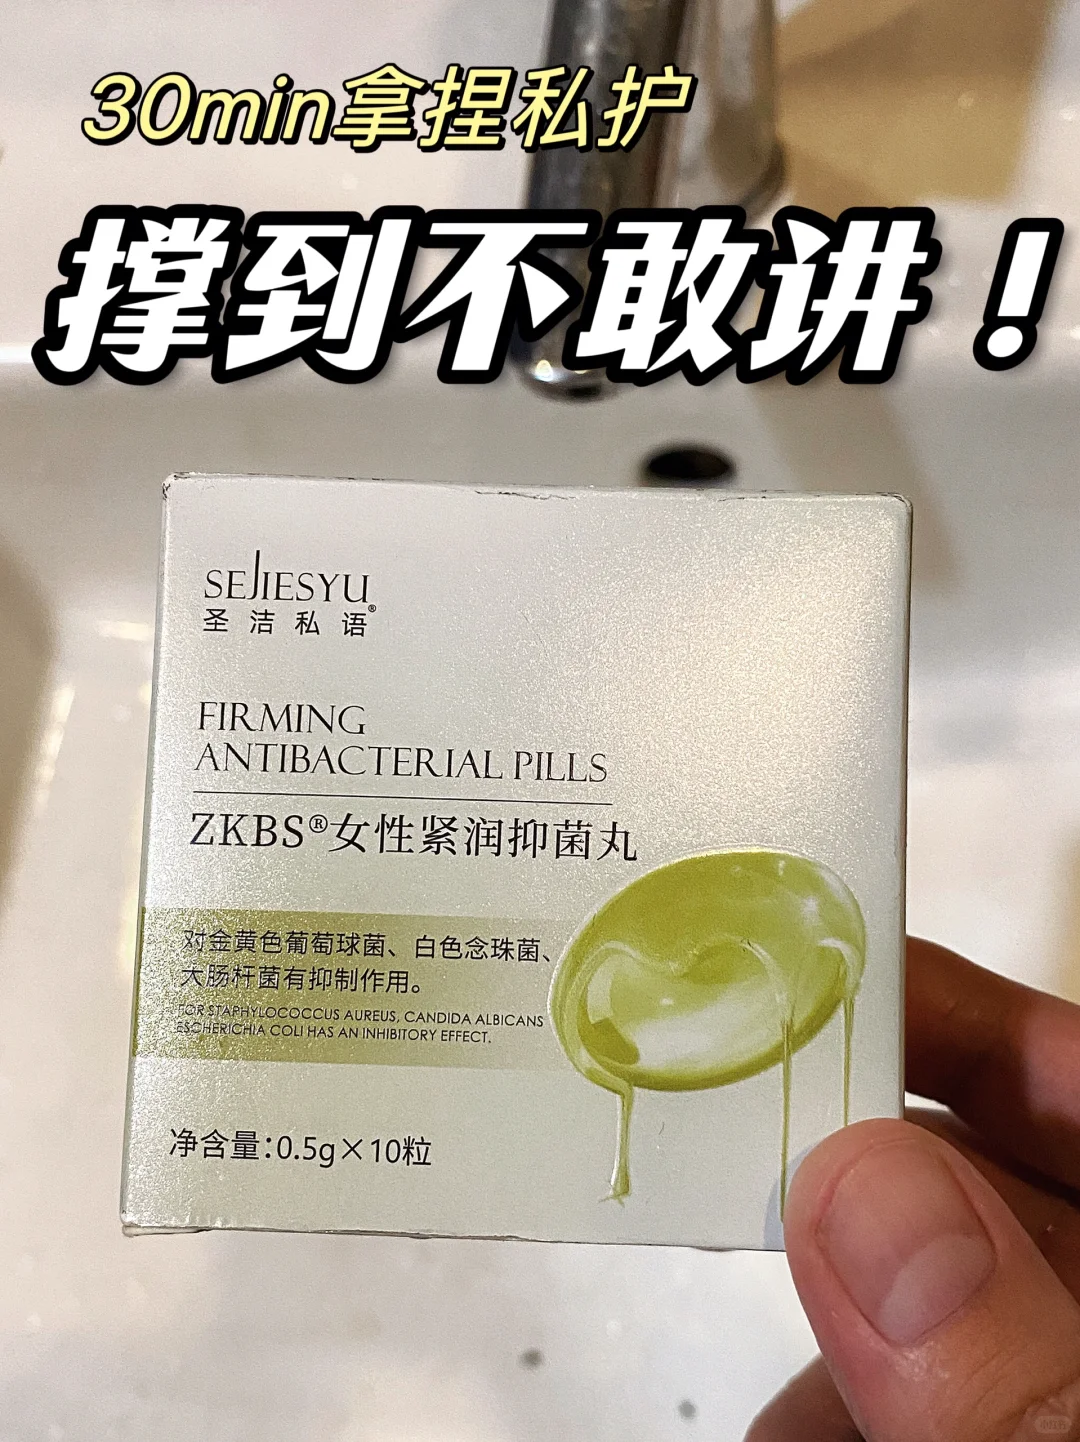 30min拿捏私护
撑到不敢讲！
SEJIESYU
圣洁私语®
FIRMING
ANTIBACTERIAL PILLS
ZKBS®女性紧润抑菌丸
对金黄色葡萄球菌、白色念珠菌、
大肠杆菌有抑制作用。
FOR STAPHYLOCOCCUS AUREUS, CANDIDA ALBICANS
ESCHERICHIA COLI HAS AN INHIBITORY EFFECT.
净含量:0.5g×10粒